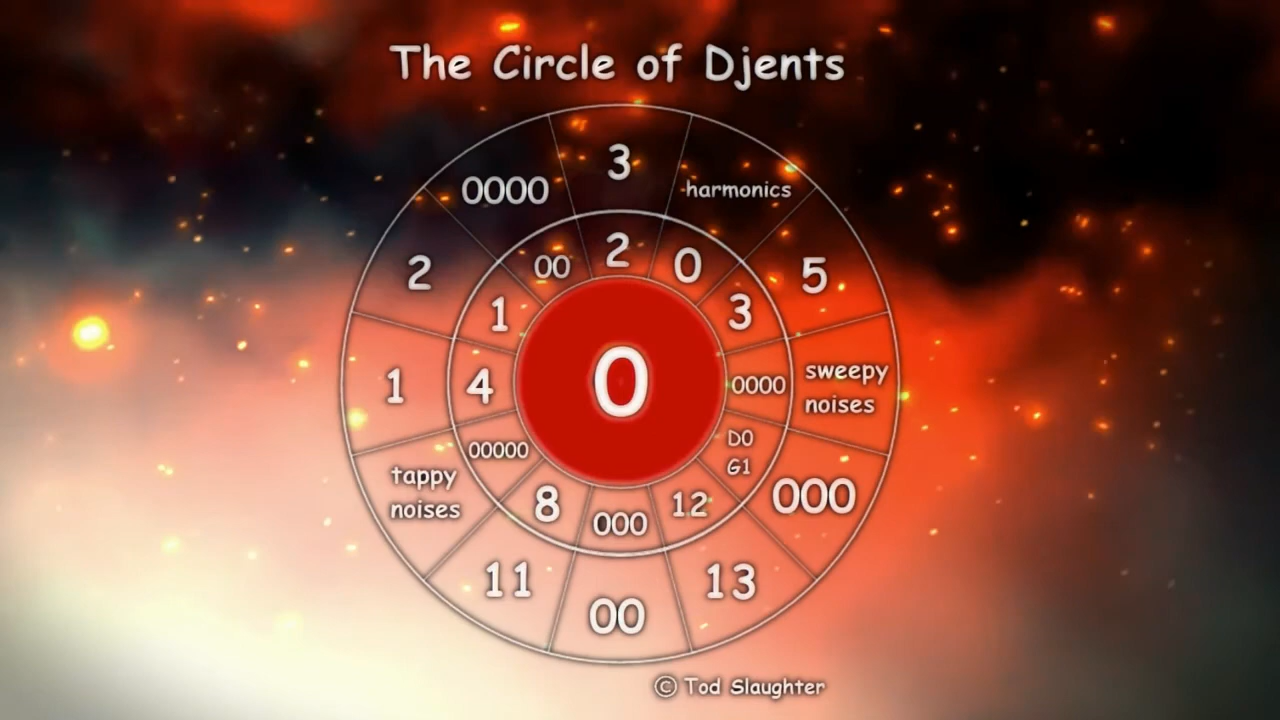 The Circle of Djents
3
0000
harmonics
2
00
0
2
5
1
3
sweepy
noises
1
4
0
0000
00000
D0
G1
tappy
noises
000
8
12
000
11
13
00
© Tod Slaughter